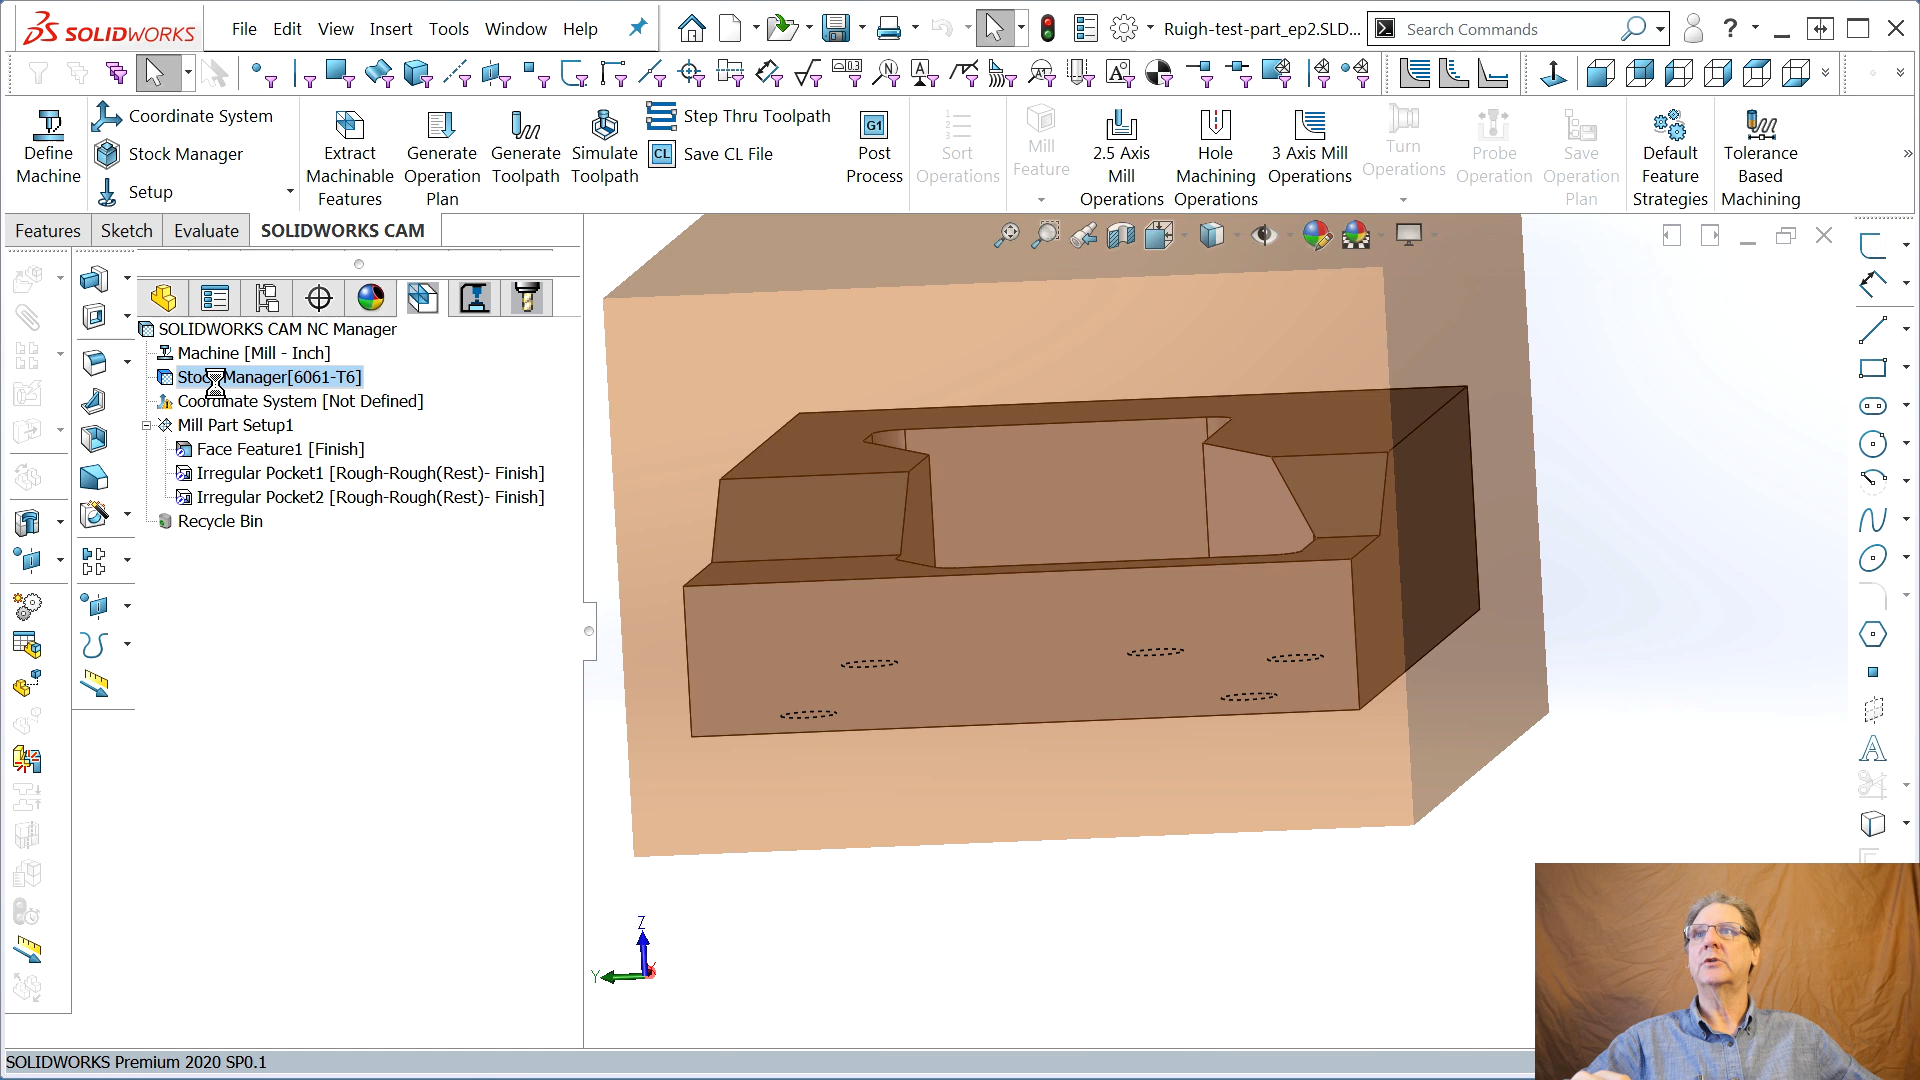 SOLIDWORKS
File Edit View Insert Tools Window Help
Ruigh-test-part_ep2.SLD...
Search Commands
Define Machine
Coordinate System
Stock Manager
Setup
Extract Machinable Features
Generate Operation Plan
Generate Toolpath
Simulate Toolpath
Step Thru Toolpath
CL Save CL File
G1 Post Process
Sort Operations
Mill Feature
2.5 Axis Mill Operations
Hole Machining Operations
3 Axis Mill Operations
Turn Operations
Probe Operation
Save Operation Plan
Default Feature Strategies
Tolerance Based Machining
Features Sketch Evaluate SOLIDWORKS CAM
SOLIDWORKS CAM NC Manager
Machine [Mill - Inch]
Stock Manager[6061-T6]
Coordinate System [Not Defined]
Mill Part Setup1
Face Feature1 [Finish]
Irregular Pocket1 [Rough-Rough(Rest)- Finish]
Irregular Pocket2 [Rough-Rough(Rest)- Finish]
Recycle Bin
Z
Y
SOLIDWORKS Premium 2020 SP0.1